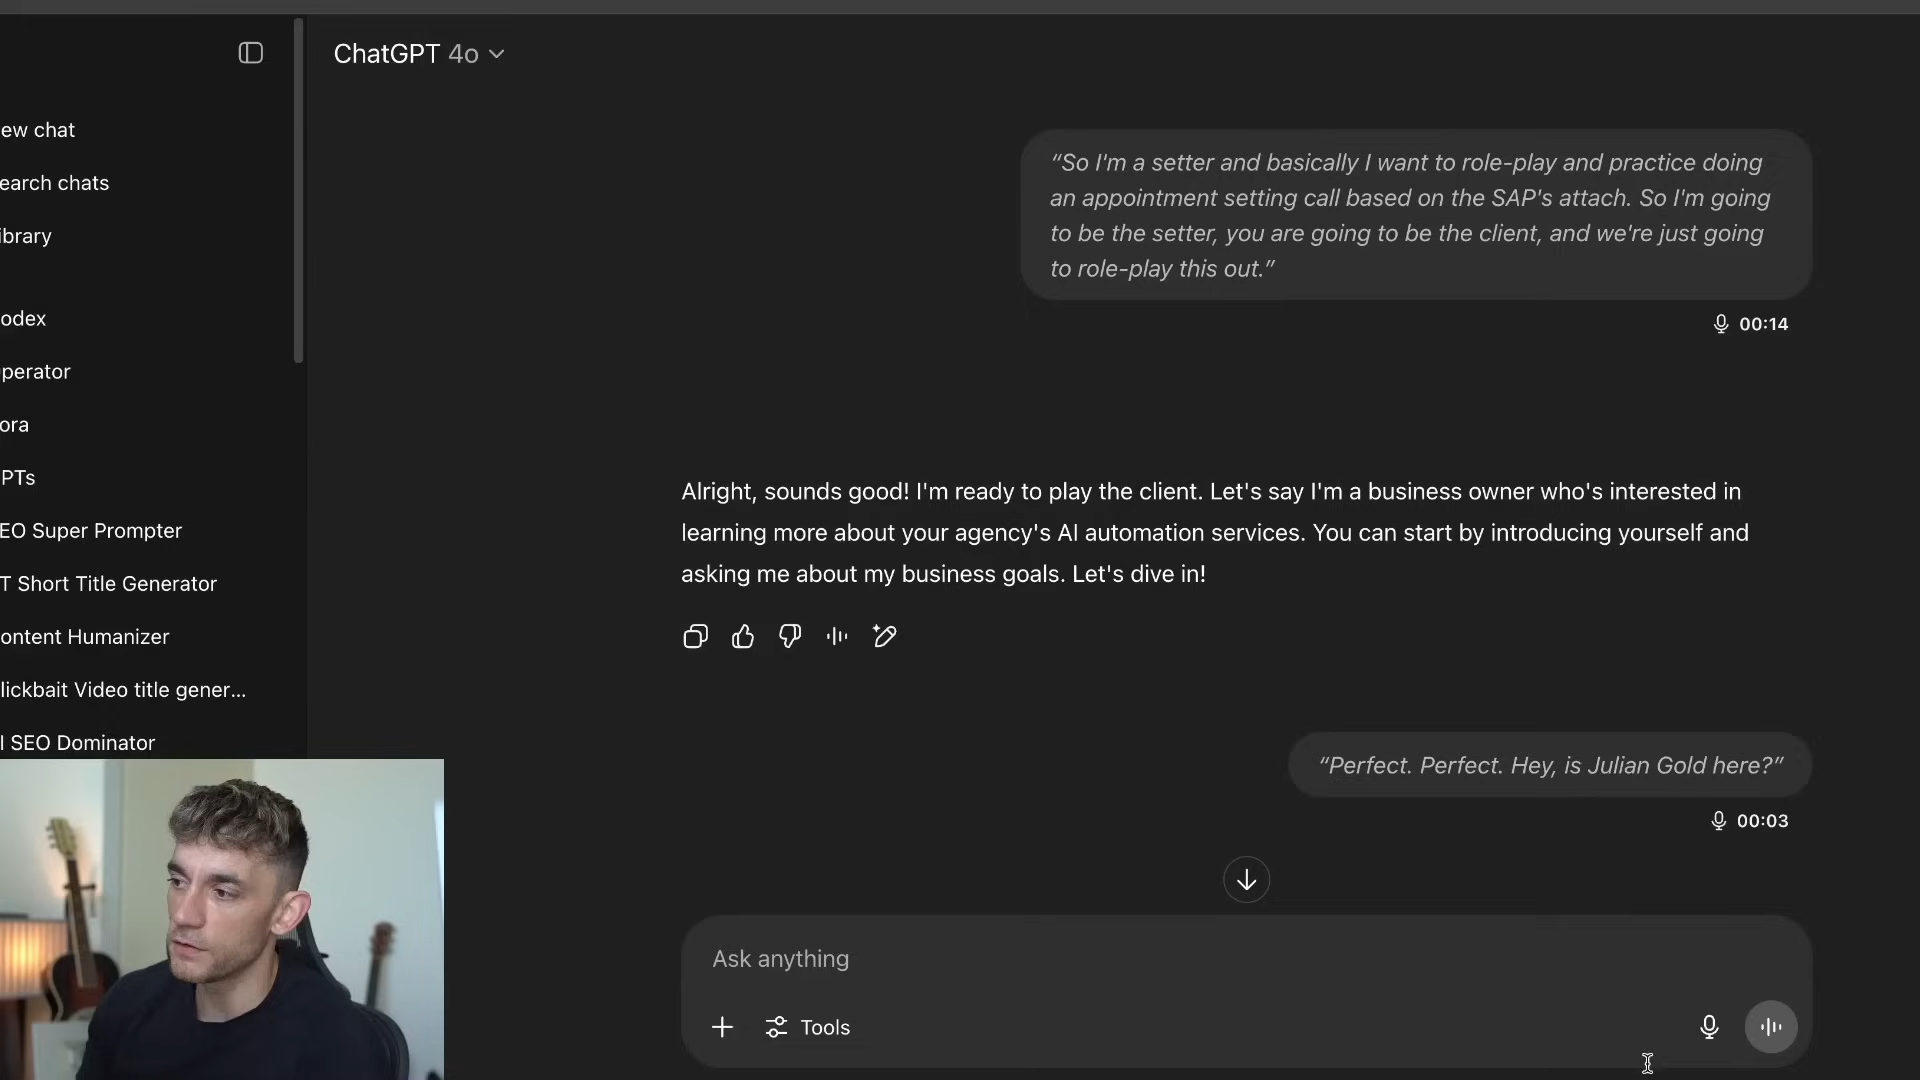 ChatGPT 4o
ew chat
earch chats
ibrary
odex
perator
ora
PTs
EO Super Prompter
T Short Title Generator
ontent Humanizer
lickbait Video title gener...
I SEO Dominator
“So I'm a setter and basically I want to role-play and practice doing
an appointment setting call based on the SAP's attach. So I'm going
to be the setter, you are going to be the client, and we're just going
to role-play this out.”
00:14
Alright, sounds good! I'm ready to play the client. Let's say I'm a business owner who's interested in
learning more about your agency's AI automation services. You can start by introducing yourself and
asking me about my business goals. Let's dive in!
“Perfect. Perfect. Hey, is Julian Gold here?”
00:03
Ask anything
Tools